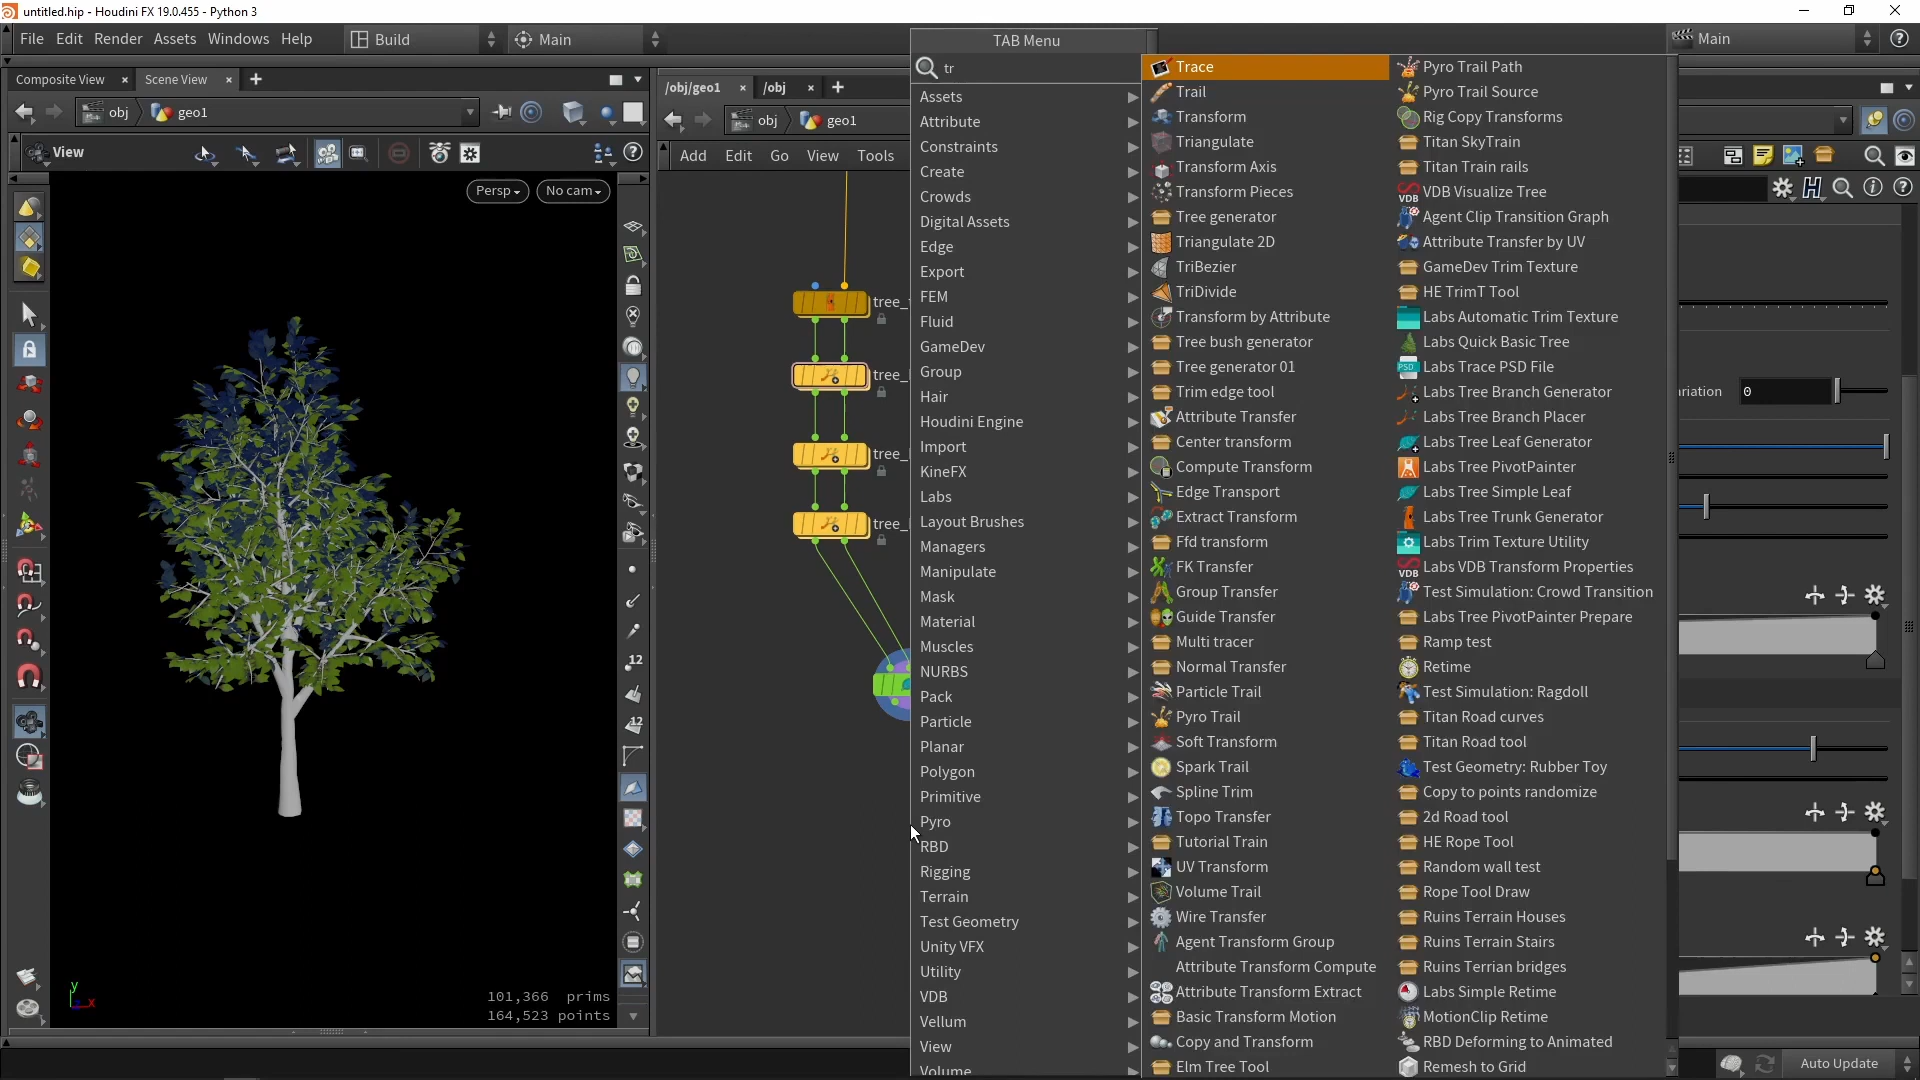 untitled.hip - Houdini FX 19.0.455 - Python 3
File Edit Render Assets Windows Help
Build
Main
Main
Composite View
Scene View
obj
geo1
View
Persp
No cam
12
12
y
x
101,366 prims
164,523 points
/obj/geo1
/obj
obj
geo1
Add Edit Go View Tools
tree_
tree_
tree_
tree_
TAB Menu
tr
Assets
Attribute
Constraints
Create
Crowds
Digital Assets
Edge
Export
FEM
Fluid
GameDev
Group
Hair
Houdini Engine
Import
KineFX
Labs
Layout Brushes
Managers
Manipulate
Mask
Material
Muscles
NURBS
Pack
Particle
Planar
Polygon
Primitive
Pyro
RBD
Rigging
Terrain
Test Geometry
Unity VFX
Utility
VDB
Vellum
View
Volume
Trace
Trail
Transform
Triangulate
Transform Axis
Transform Pieces
Tree generator
Triangulate 2D
TriBezier
TriDivide
Transform by Attribute
Tree bush generator
Tree generator 01
Trim edge tool
Attribute Transfer
Center transform
Compute Transform
Edge Transport
Extract Transform
Ffd transform
FK Transfer
Group Transfer
Guide Transfer
Multi tracer
Normal Transfer
Particle Trail
Pyro Trail
Soft Transform
Spark Trail
Spline Trim
Topo Transfer
Tutorial Train
UV Transform
Volume Trail
Wire Transfer
Agent Transform Group
Attribute Transform Compute
Attribute Transform Extract
Basic Transform Motion
Copy and Transform
Elm Tree Tool
Pyro Trail Path
Pyro Trail Source
Rig Copy Transforms
Titan SkyTrain
Titan Train rails
VDB Visualize Tree
Agent Clip Transition Graph
Attribute Transfer by UV
GameDev Trim Texture
HE TrimT Tool
Labs Automatic Trim Texture
Labs Quick Basic Tree
PSD Labs Trace PSD File
Labs Tree Branch Generator
Labs Tree Branch Placer
Labs Tree Leaf Generator
Labs Tree PivotPainter
Labs Tree Simple Leaf
Labs Tree Trunk Generator
Labs Trim Texture Utility
VDB Labs VDB Transform Properties
Test Simulation: Crowd Transition
Labs Tree PivotPainter Prepare
Ramp test
Retime
Test Simulation: Ragdoll
Titan Road curves
Titan Road tool
Test Geometry: Rubber Toy
Copy to points randomize
2d Road tool
HE Rope Tool
Random wall test
Rope Tool Draw
Ruins Terrain Houses
Ruins Terrain Stairs
Ruins Terrian bridges
Labs Simple Retime
MotionClip Retime
RBD Deforming to Animated
Remesh to Grid
riation
0
Auto Update